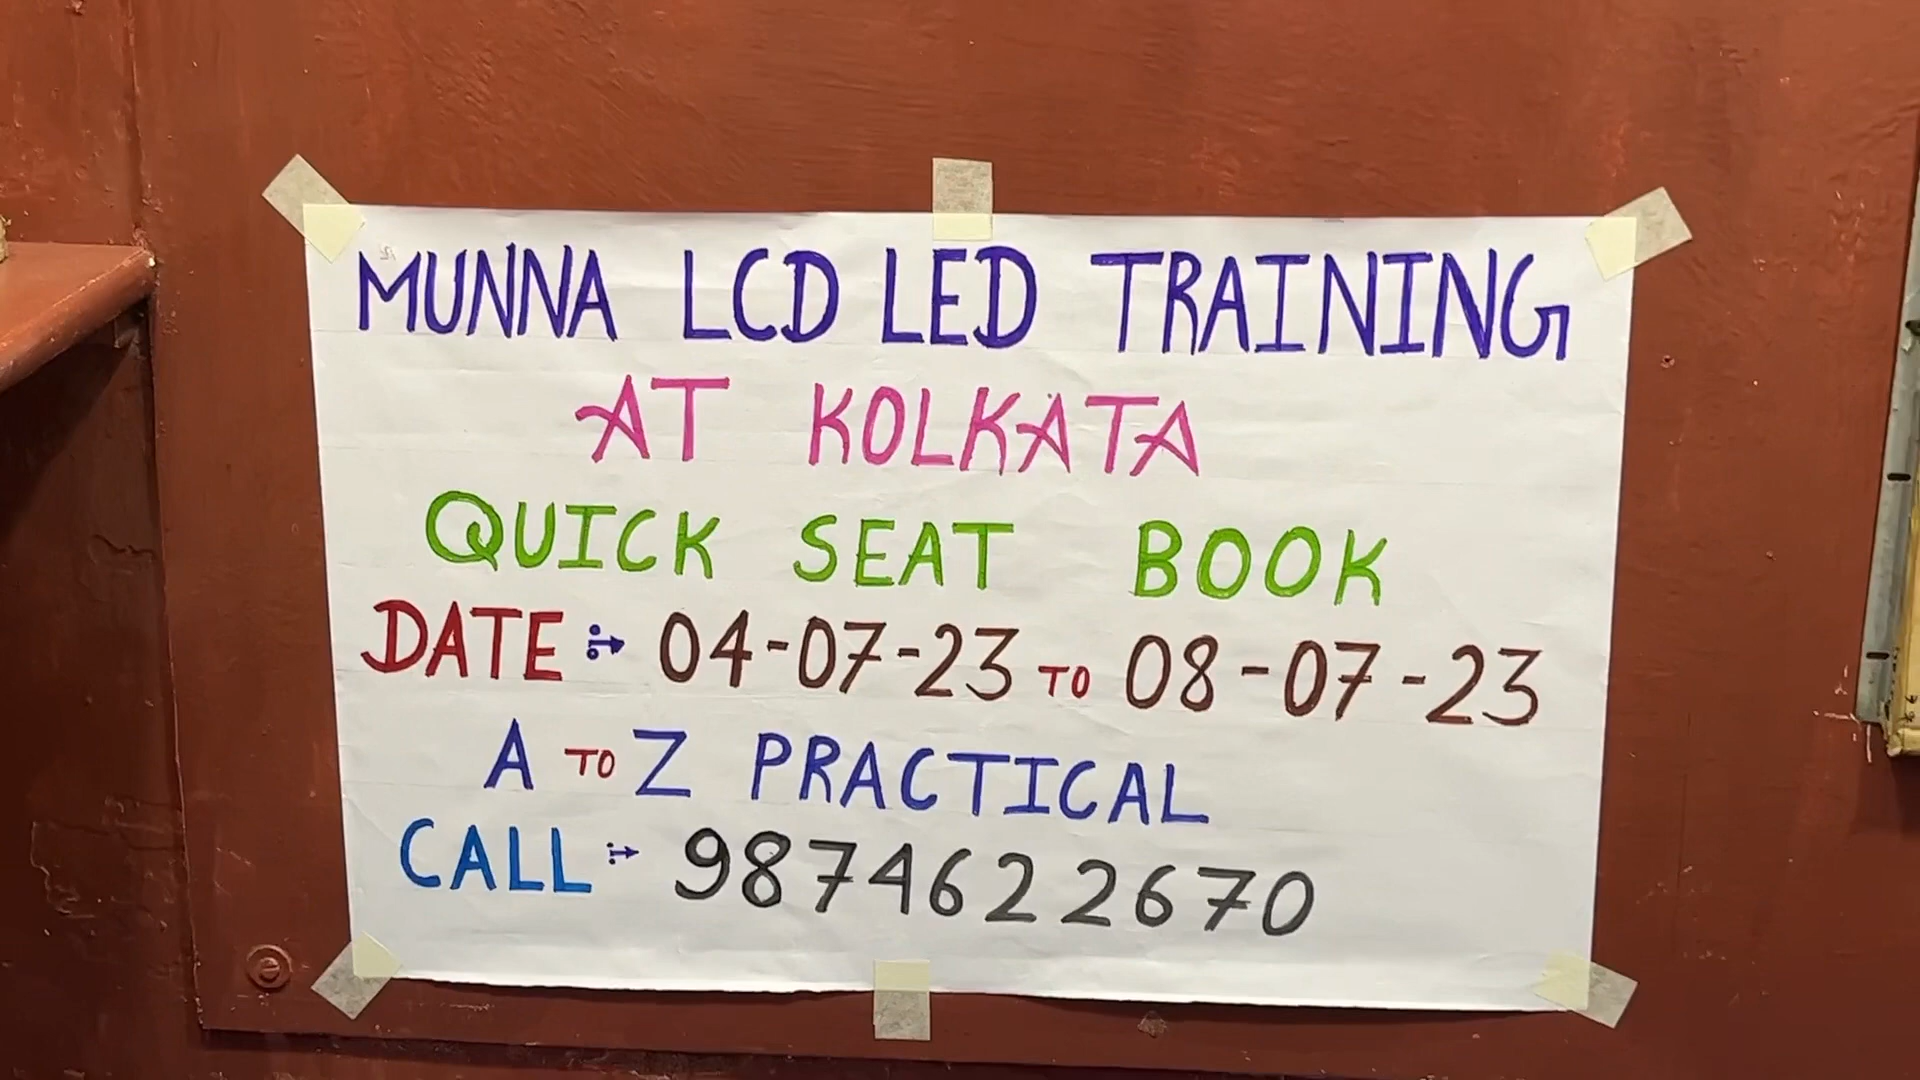 MUNNA LCD LED TRAINING
AT KOLKATA
QUICK SEAT BOOK
DATE :→ 04-07-23 TO 08-07-23
A TO Z PRACTICAL
CALL :→ 9874622670